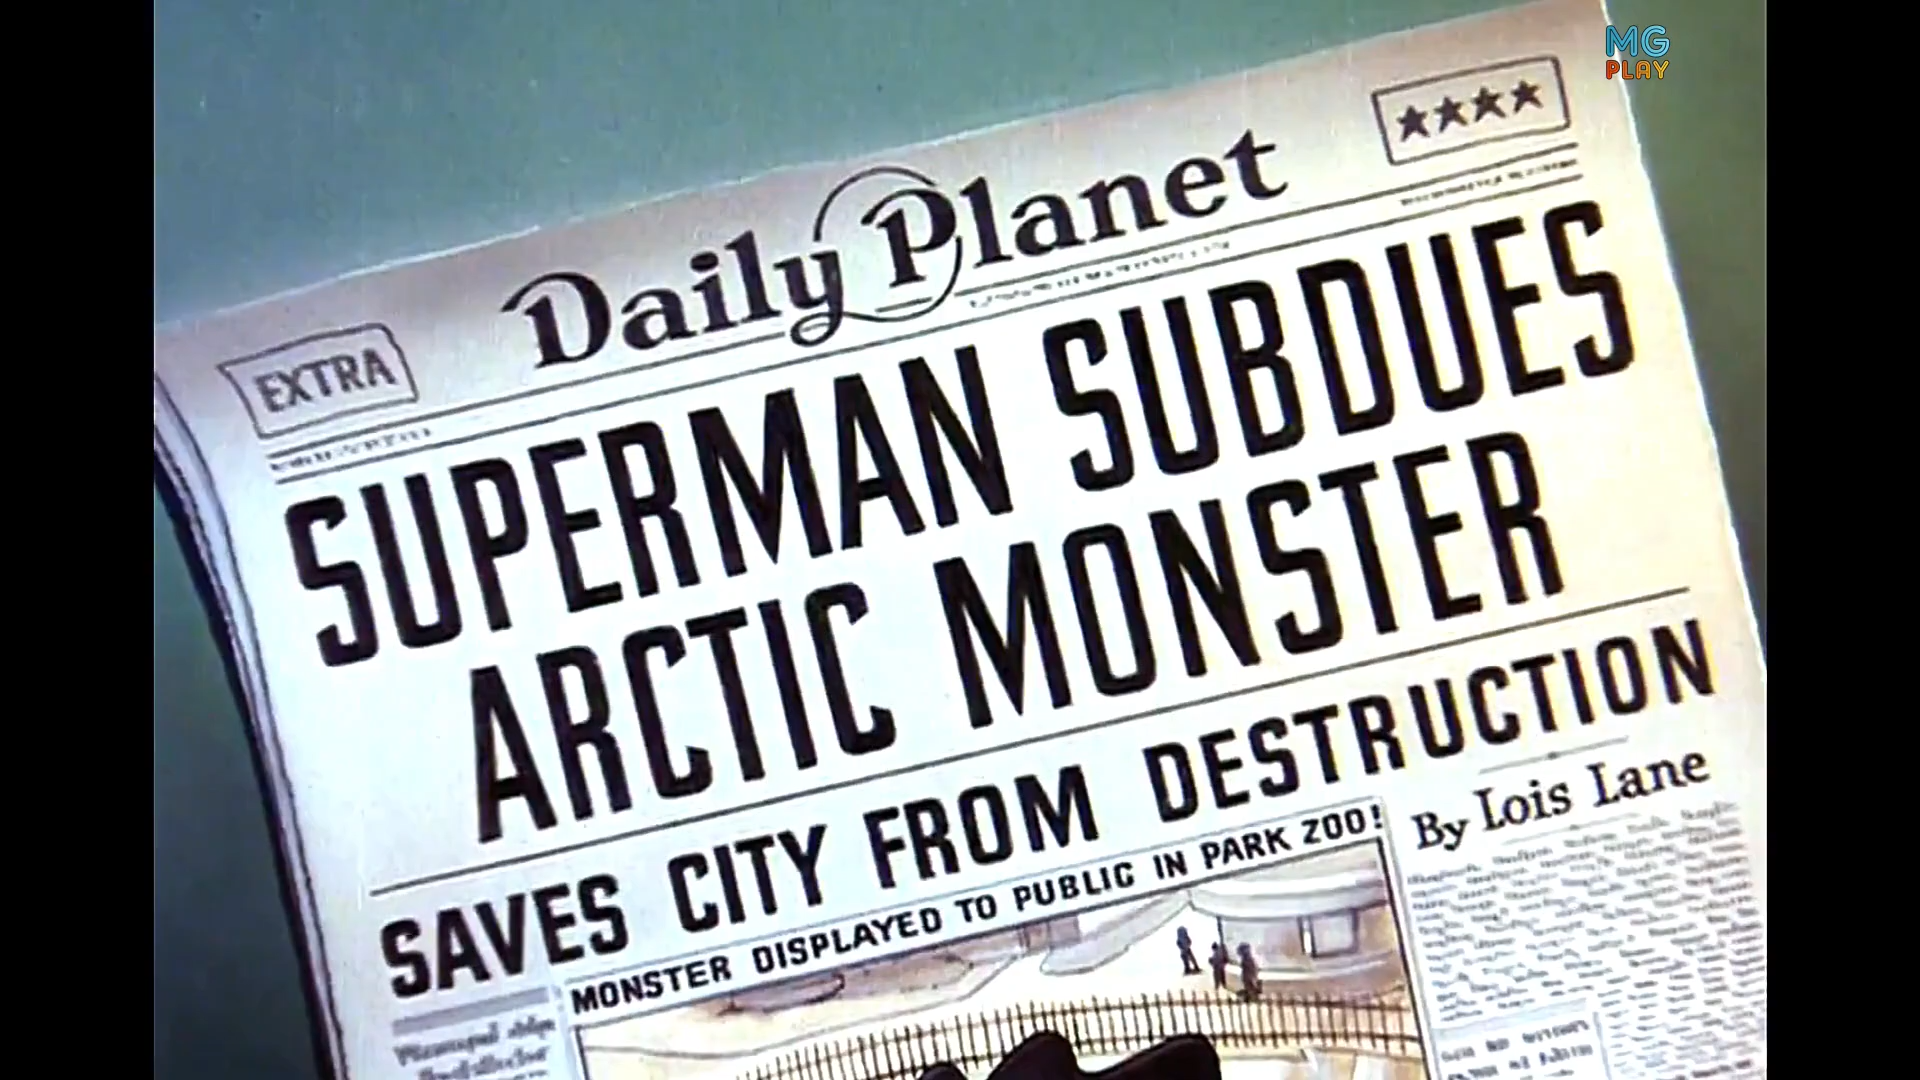 MG
PLAY
★★★★
Daily Planet
EXTRA
SUPERMAN SUBDUES
ARCTIC MONSTER
SAVES CITY FROM DESTRUCTION
By Lois Lane
MONSTER DISPLAYED TO PUBLIC IN PARK ZOO!